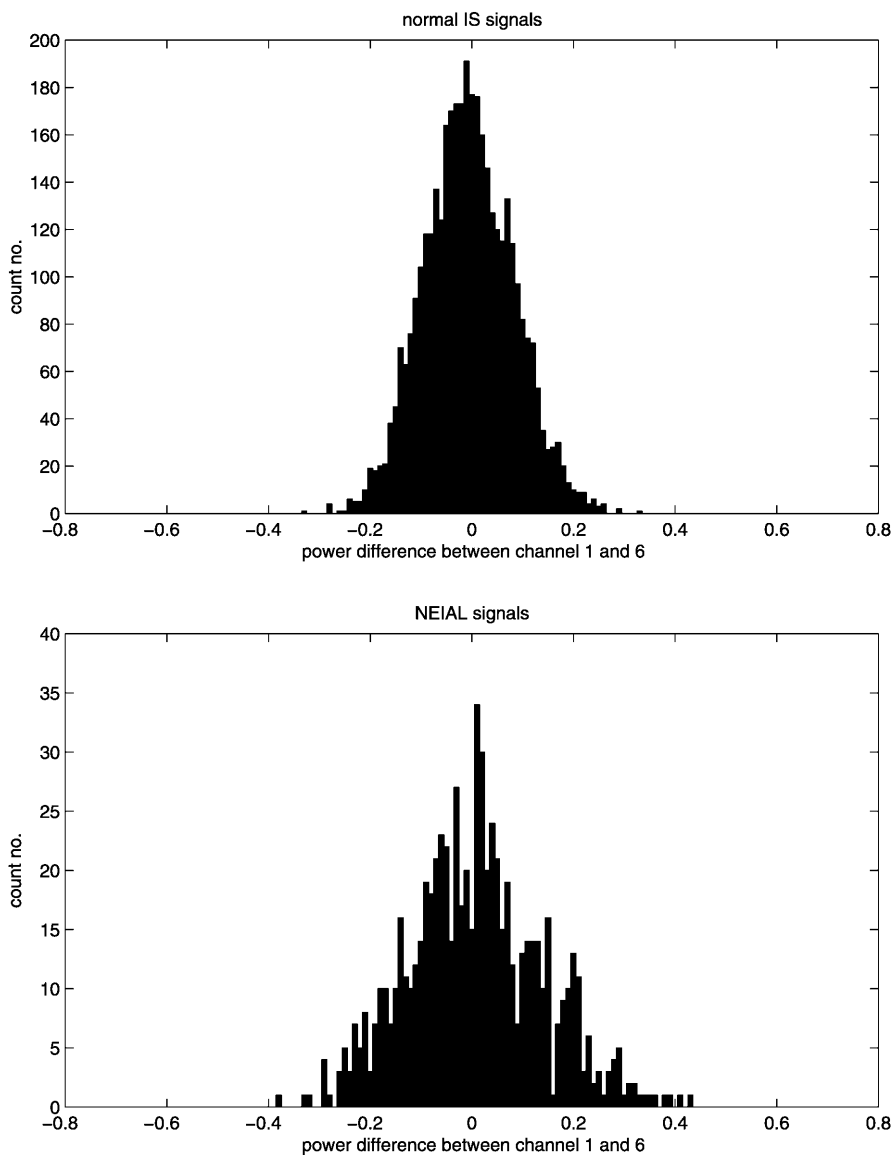 normal IS signals
200
180
160
140
120
100
80
60
40
20
0
count no.
−0.8 −0.6 −0.4 −0.2 0 0.2 0.4 0.6 0.8
power difference between channel 1 and 6
NEIAL signals
40
35
30
25
20
15
10
5
0
count no.
−0.8 −0.6 −0.4 −0.2 0 0.2 0.4 0.6 0.8
power difference between channel 1 and 6